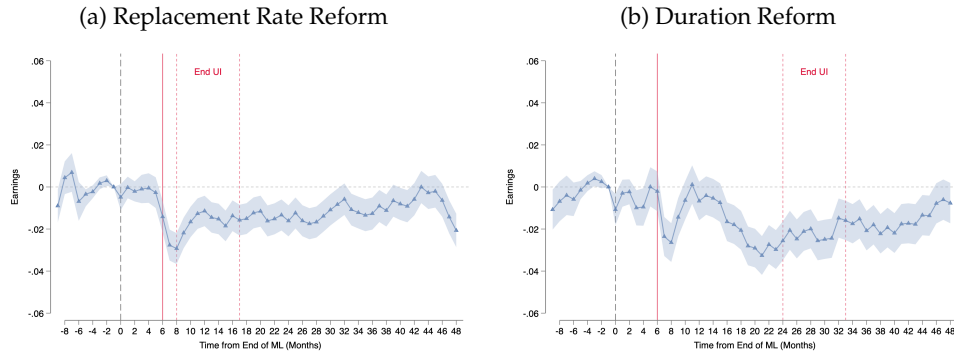 (a) Replacement Rate Reform
(b) Duration Reform
.06
.04
.02
0
-.02
-.04
-.06
Earnings
End UI
-8 -6 -4 -2 0 2 4 6 8 10 12 14 16 18 20 22 24 26 28 30 32 34 36 38 40 42 44 46 48
Time from End of ML (Months)
.06
.04
.02
0
-.02
-.04
-.06
Earnings
End UI
-8 -6 -4 -2 0 2 4 6 8 10 12 14 16 18 20 22 24 26 28 30 32 34 36 38 40 42 44 46 48
Time from End of ML (Months)